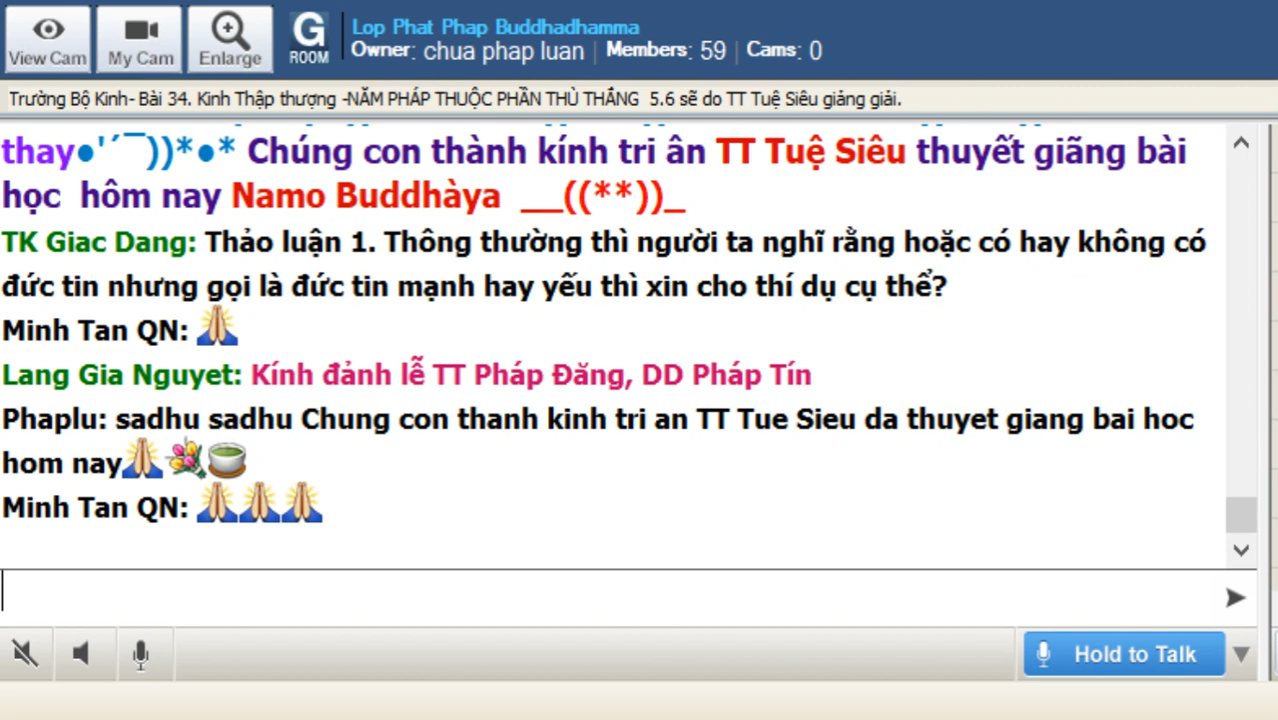 View Cam
My Cam
Enlarge
G
ROOM
Lop Phat Phap Buddhadhamma
Owner: chua phap luan | Members: 59 | Cams: 0
Trường Bộ Kinh- Bài 34. Kinh Thập thượng -NĂM PHÁP THUỘC PHẦN THÙ THẮNG 5.6 sẽ do TT Tuệ Siêu giảng giải.
thay●'´¯))*●* Chúng con thành kính tri ân TT Tuệ Siêu thuyết giãng bài
học hôm nay Namo Buddhàya __((**))_
TK Giac Dang: Thảo luận 1. Thông thường thì người ta nghĩ rằng hoặc có hay không có
đức tin nhưng gọi là đức tin mạnh hay yếu thì xin cho thí dụ cụ thể?
Minh Tan QN:
Lang Gia Nguyet: Kính đảnh lễ TT Pháp Đăng, DD Pháp Tín
Phaplu: sadhu sadhu Chung con thanh kinh tri an TT Tue Sieu da thuyet giang bai hoc
hom nay
Minh Tan QN:
Hold to Talk